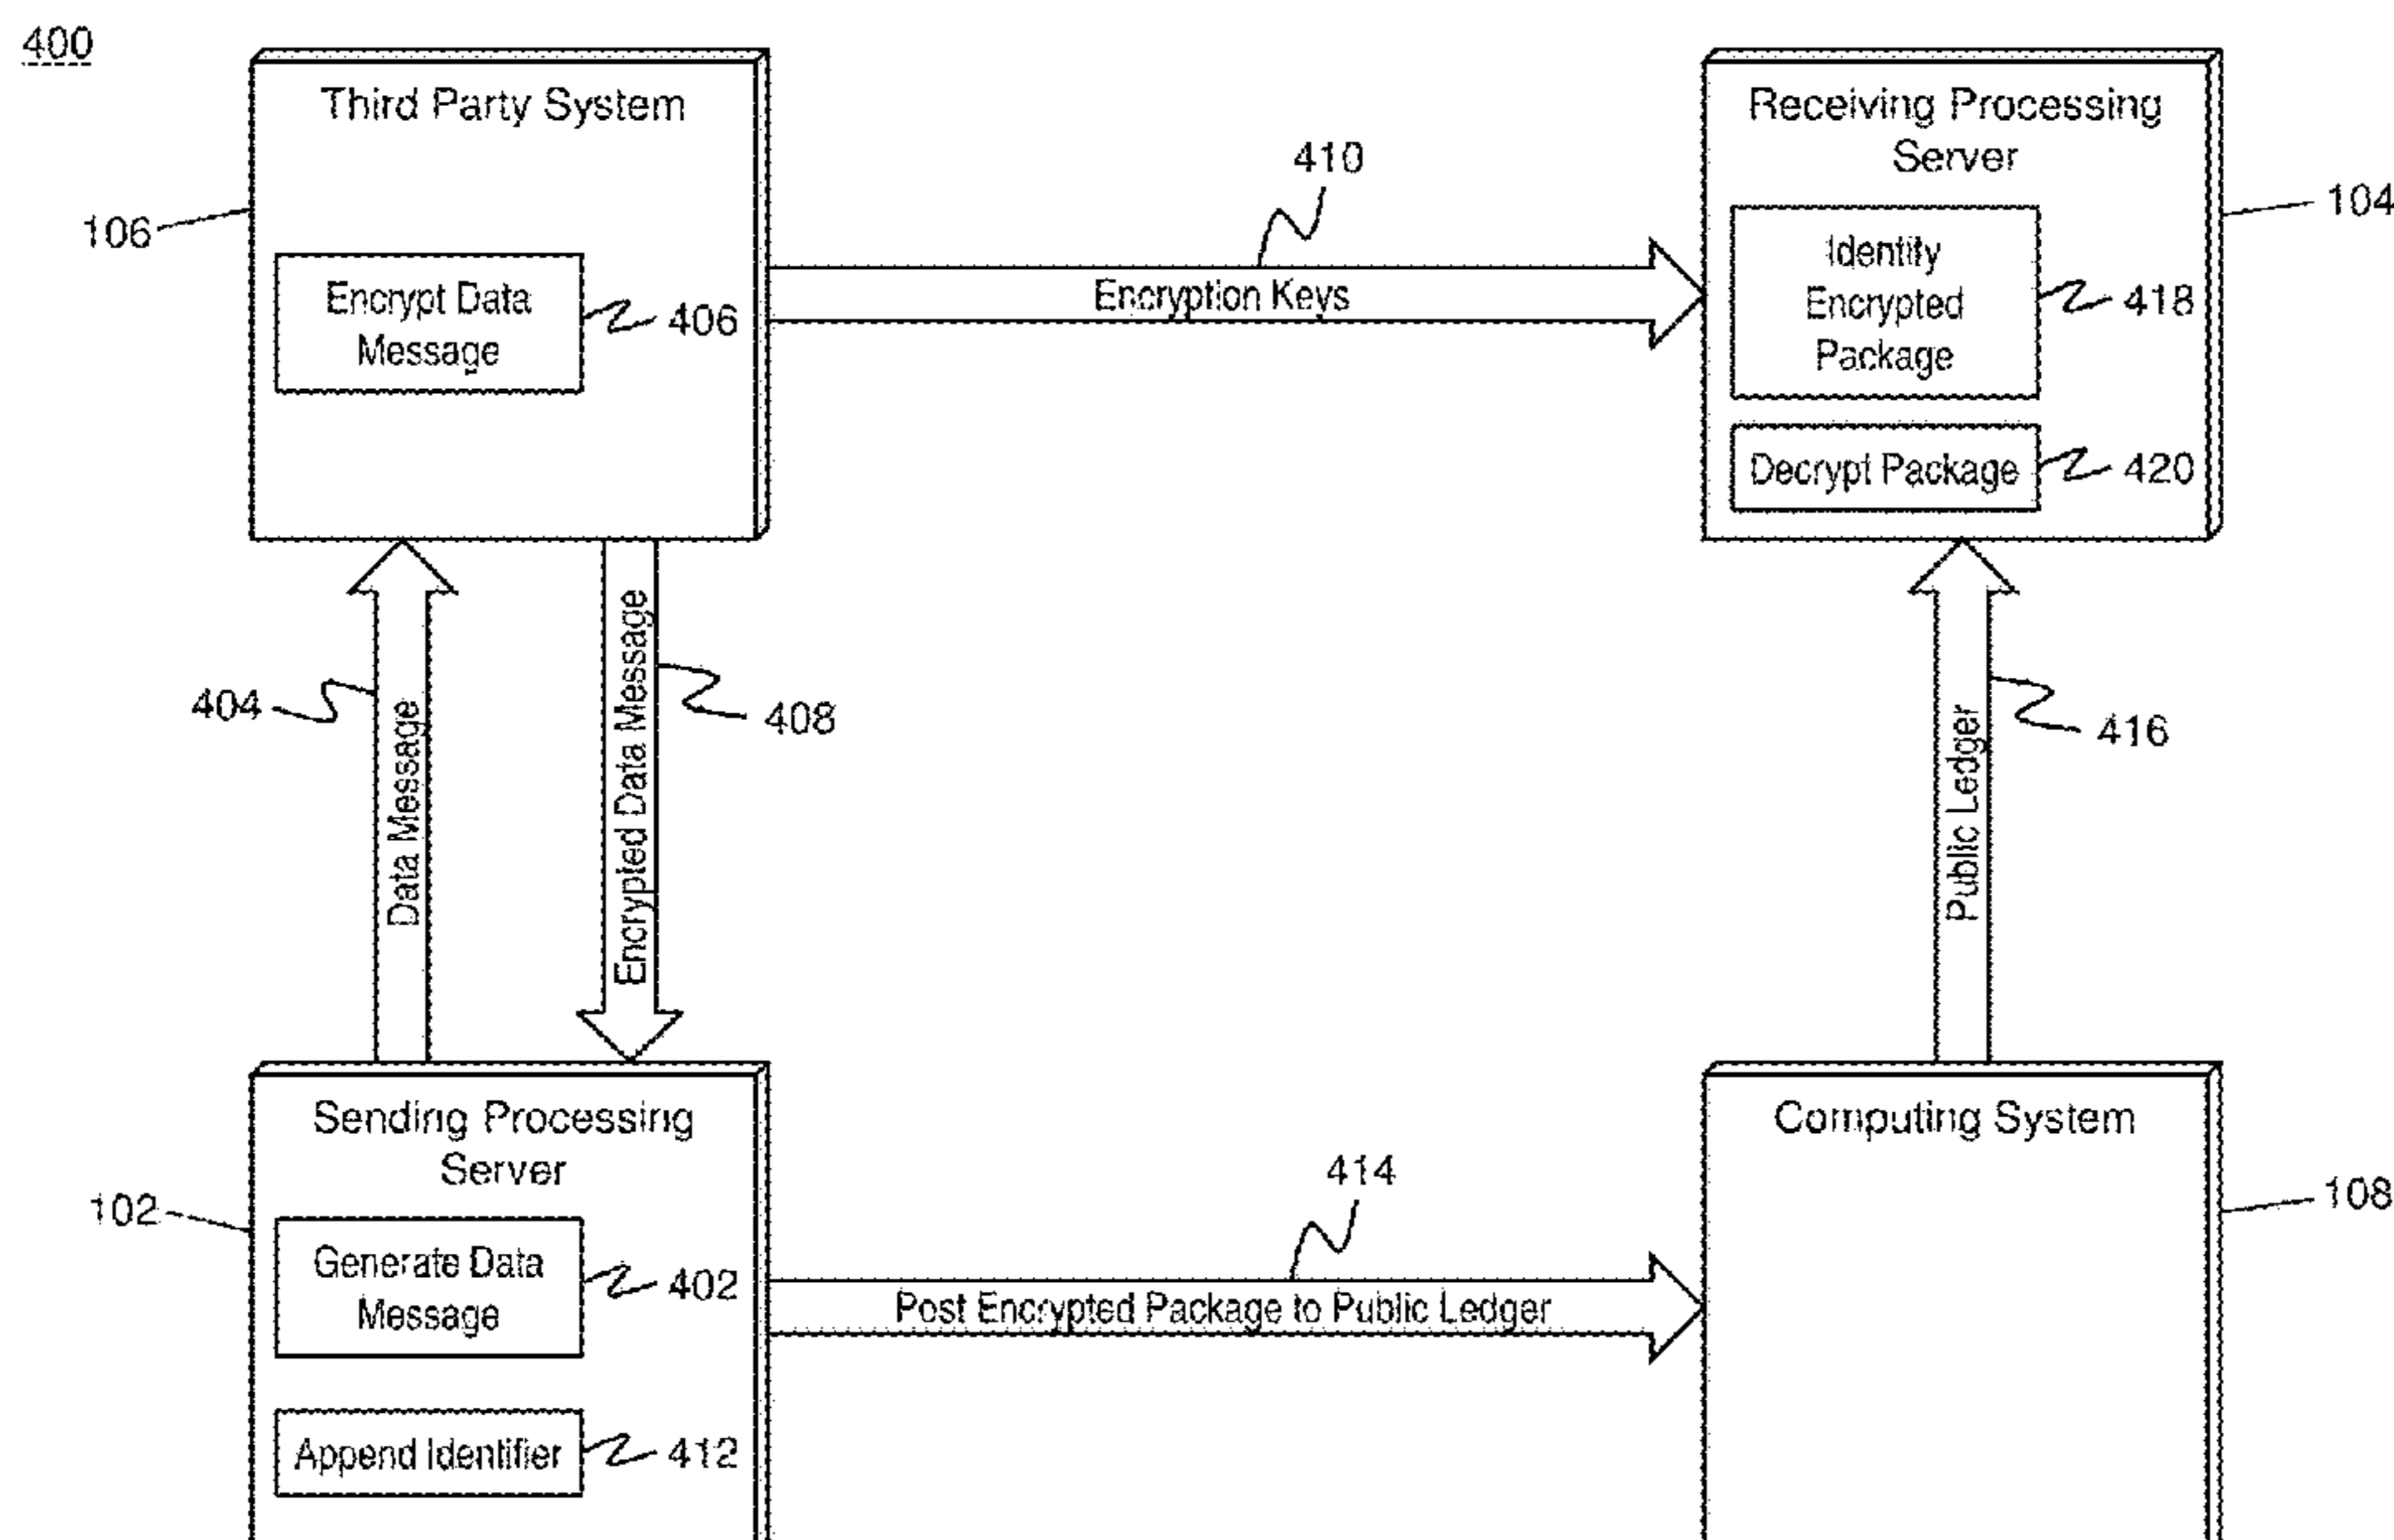 400
Third Party System
106
Encrypt Data
Message
406
410
Encryption Keys
Receiving Processing
Server
104
Identify
Encrypted
Package
418
Decrypt Package
420
404
Data Message
Encrypted Data Message
408
Public Ledger
416
Sending Processing
Server
102
Generate Data
Message
402
Append Identifier
412
414
Post Encrypted Package to Public Ledger
Computing System
108